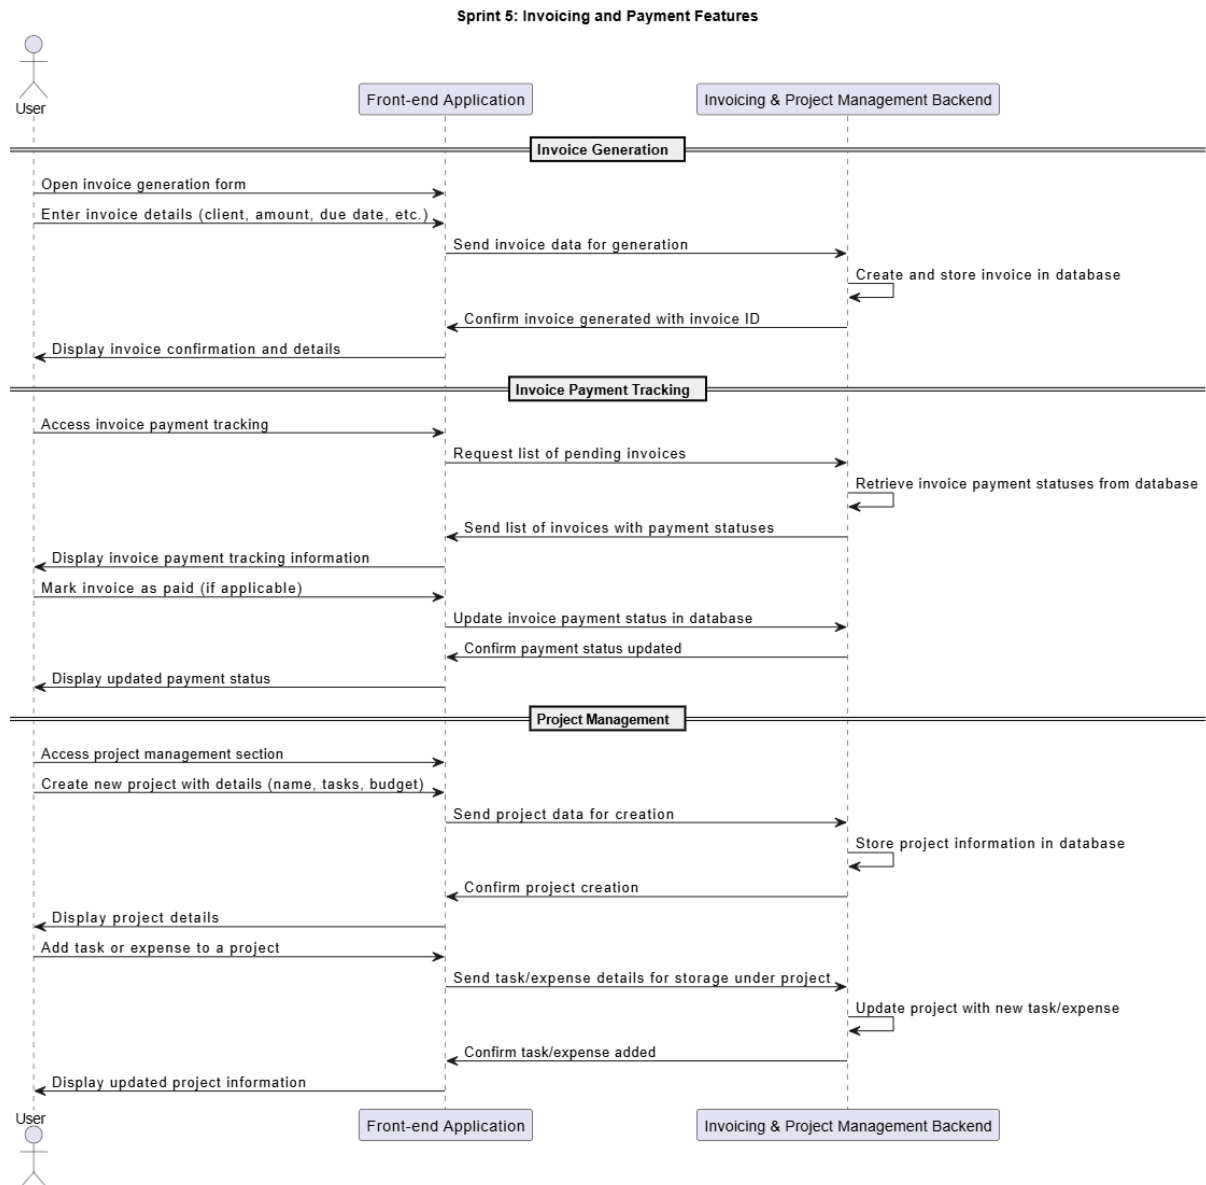 Sprint 5: Invoicing and Payment Features
User
Front-end Application
Invoicing & Project Management Backend
Invoice Generation
Open invoice generation form
Enter invoice details (client, amount, due date, etc.)
Send invoice data for generation
Create and store invoice in database
Confirm invoice generated with invoice ID
Display invoice confirmation and details
Invoice Payment Tracking
Access invoice payment tracking
Request list of pending invoices
Retrieve invoice payment statuses from database
Send list of invoices with payment statuses
Display invoice payment tracking information
Mark invoice as paid (if applicable)
Update invoice payment status in database
Confirm payment status updated
Display updated payment status
Project Management
Access project management section
Create new project with details (name, tasks, budget)
Send project data for creation
Store project information in database
Confirm project creation
Display project details
Add task or expense to a project
Send task/expense details for storage under project
Update project with new task/expense
Confirm task/expense added
Display updated project information
User
Front-end Application
Invoicing & Project Management Backend